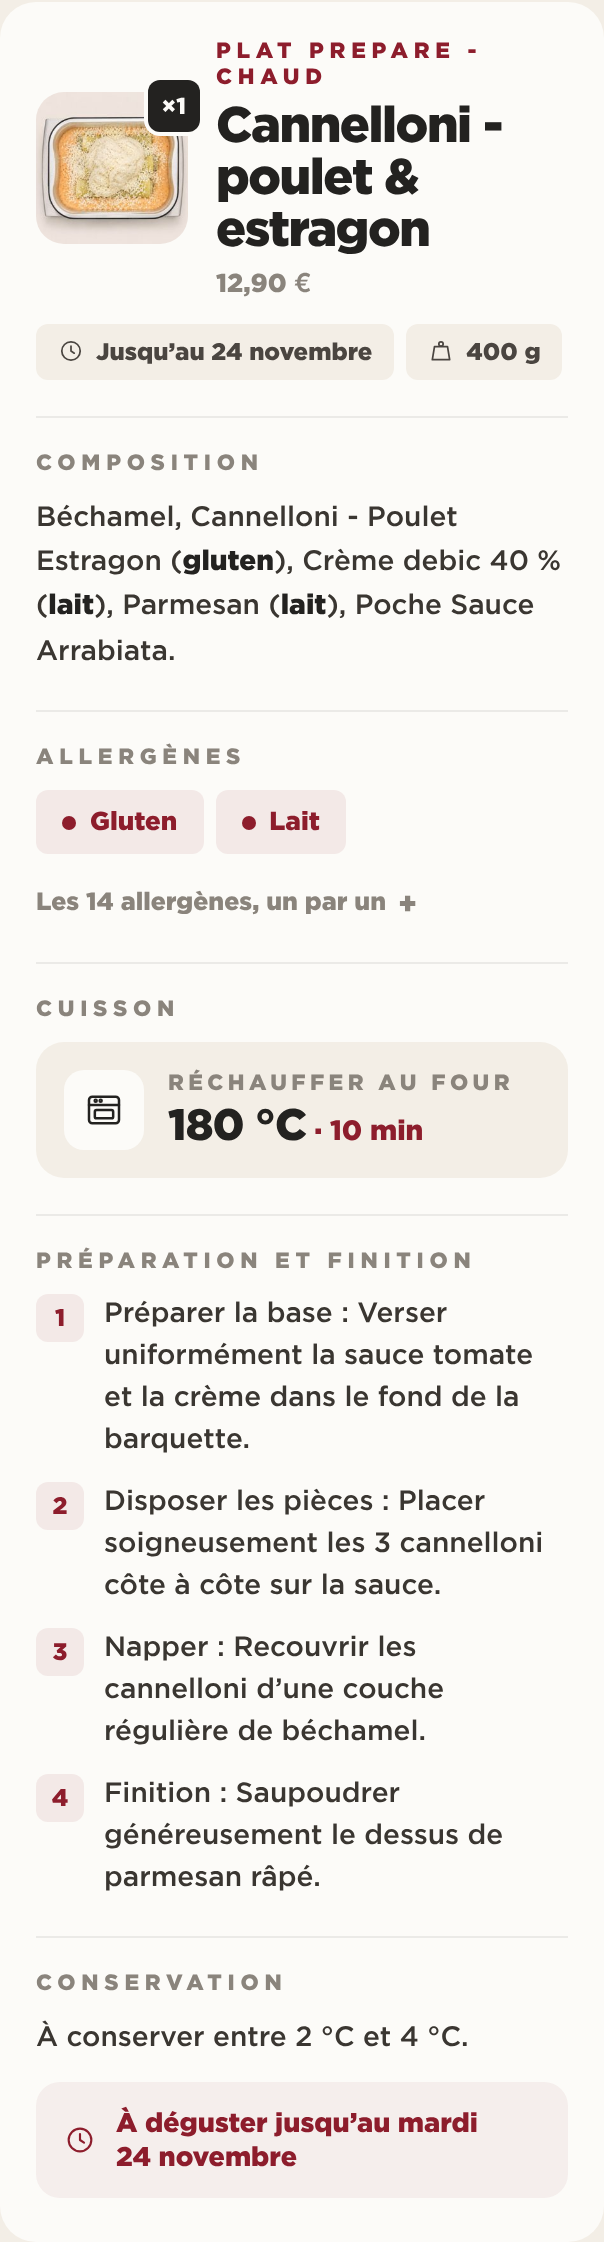 PLAT PREPARE -
CHAUD
×1
Cannelloni -
poulet &
estragon
12,90 €
Jusqu’au 24 novembre
400 g
COMPOSITION
Béchamel, Cannelloni - Poulet
Estragon (gluten), Crème debic 40 %
(lait), Parmesan (lait), Poche Sauce
Arrabiata.
ALLERGÈNES
Gluten
Lait
Les 14 allergènes, un par un +
CUISSON
RÉCHAUFFER AU FOUR
180 °C · 10 min
PRÉPARATION ET FINITION
1 Préparer la base : Verser
uniformément la sauce tomate
et la crème dans le fond de la
barquette.
2 Disposer les pièces : Placer
soigneusement les 3 cannelloni
côte à côte sur la sauce.
3 Napper : Recouvrir les
cannelloni d’une couche
régulière de béchamel.
4 Finition : Saupoudrer
généreusement le dessus de
parmesan râpé.
CONSERVATION
À conserver entre 2 °C et 4 °C.
À déguster jusqu’au mardi
24 novembre